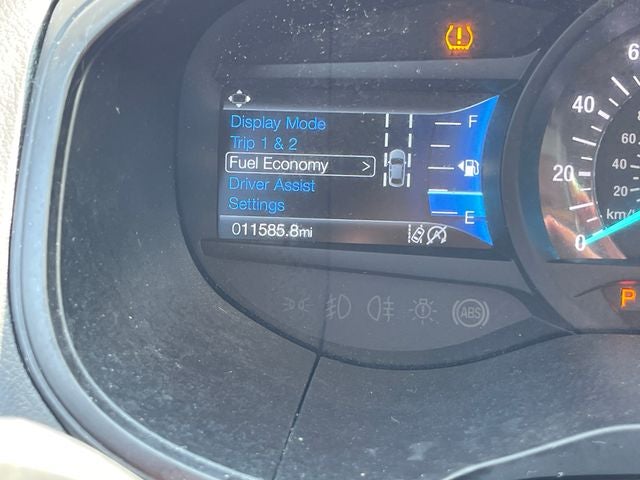 Display Mode
Trip 1 & 2
Fuel Economy >
Driver Assist
Settings
011585.8mi
F
E
ABS
40
20
0
60
40
20
km/
P